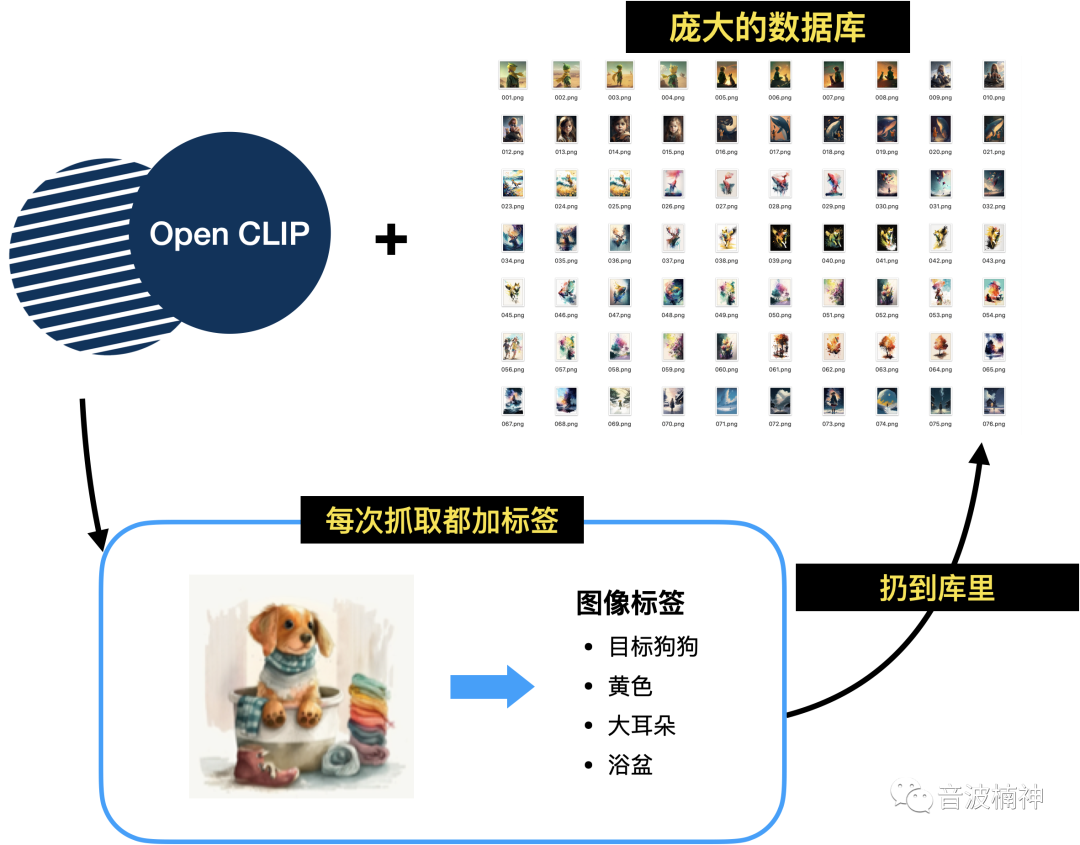 庞大的数据库
001.png 002.png 003.png 004.png 005.png 006.png 007.png 008.png 009.png 010.png
012.png 013.png 014.png 015.png 016.png 017.png 018.png 019.png 020.png 021.png
023.png 024.png 025.png 026.png 027.png 028.png 029.png 030.png 031.png 032.png
034.png 035.png 036.png 037.png 038.png 039.png 040.png 041.png 042.png 043.png
045.png 046.png 047.png 048.png 049.png 050.png 051.png 052.png 053.png 054.png
056.png 057.png 058.png 059.png 060.png 061.png 062.png 063.png 064.png 065.png
067.png 068.png 069.png 070.png 071.png 072.png 073.png 074.png 075.png 076.png
Open CLIP
+
每次抓取都加标签
图像标签
• 目标狗狗
• 黄色
• 大耳朵
• 浴盆
扔到库里
音波楠神